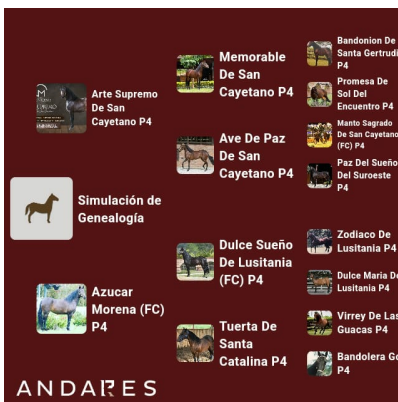 Bandonion De
Santa Gertrudi
P4
Memorable
De San
Cayetano P4
Promesa De
Sol Del
Encuentro P4
Arte Supremo
De San
Cayetano P4
Manto Sagrado
De San Cayetano
(FC) P4
Ave De Paz
De San
Cayetano P4
Paz Del Sueño
Del Suroeste
P4
Simulación de
Genealogía
Zodiaco De
Lusitania P4
Dulce Sueño
De Lusitania
(FC) P4
Dulce Maria De
Lusitania P4
Azucar
Morena (FC)
P4
Virrey De Las
Guacas P4
Tuerta De
Santa
Catalina P4
Bandolera Go
P4
ANDARES